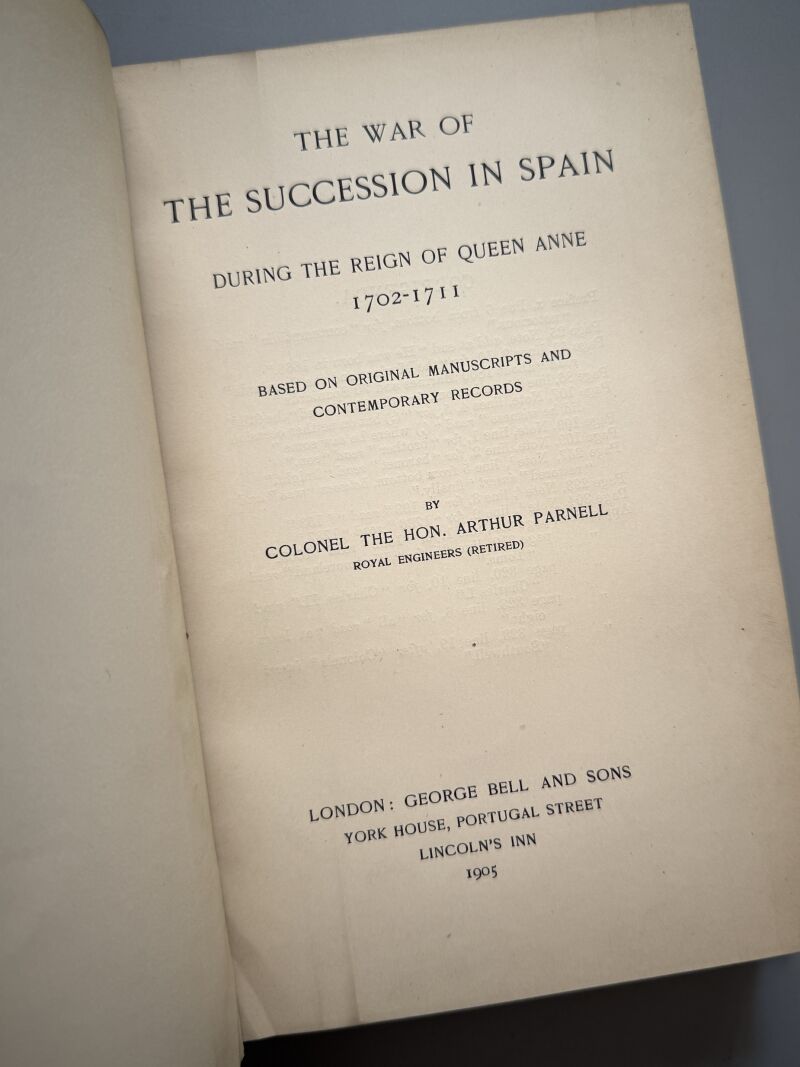 THE WAR OF
THE SUCCESSION IN SPAIN
DURING THE REIGN OF QUEEN ANNE
1702-1711
BASED ON ORIGINAL MANUSCRIPTS AND
CONTEMPORARY RECORDS
BY
COLONEL THE HON. ARTHUR PARNELL
ROYAL ENGINEERS (RETIRED)
LONDON: GEORGE BELL AND SONS
YORK HOUSE, PORTUGAL STREET
LINCOLN'S INN
1905